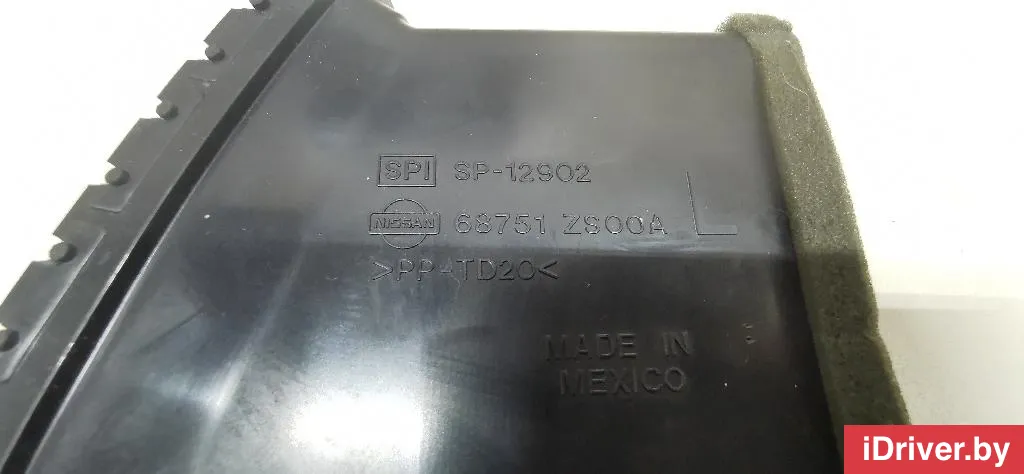 SPI SP-12902
NISSAN 68751 ZS00A L
>PP-TD20<
MADE IN
MEXICO
iDriver.by